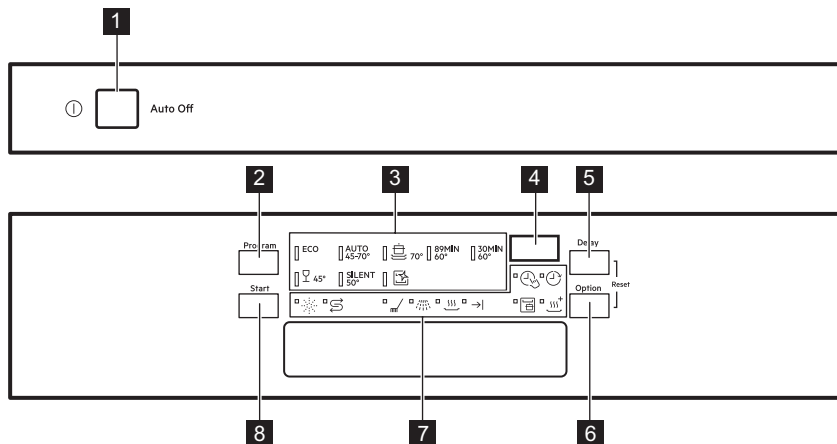 1
Auto Off
2
3
4
5
Program
ECO
AUTO
45-70°
70°
89MIN
60°
30MIN
60°
Delay
45°
SILENT
50°
Reset
Start
Option
8
7
6